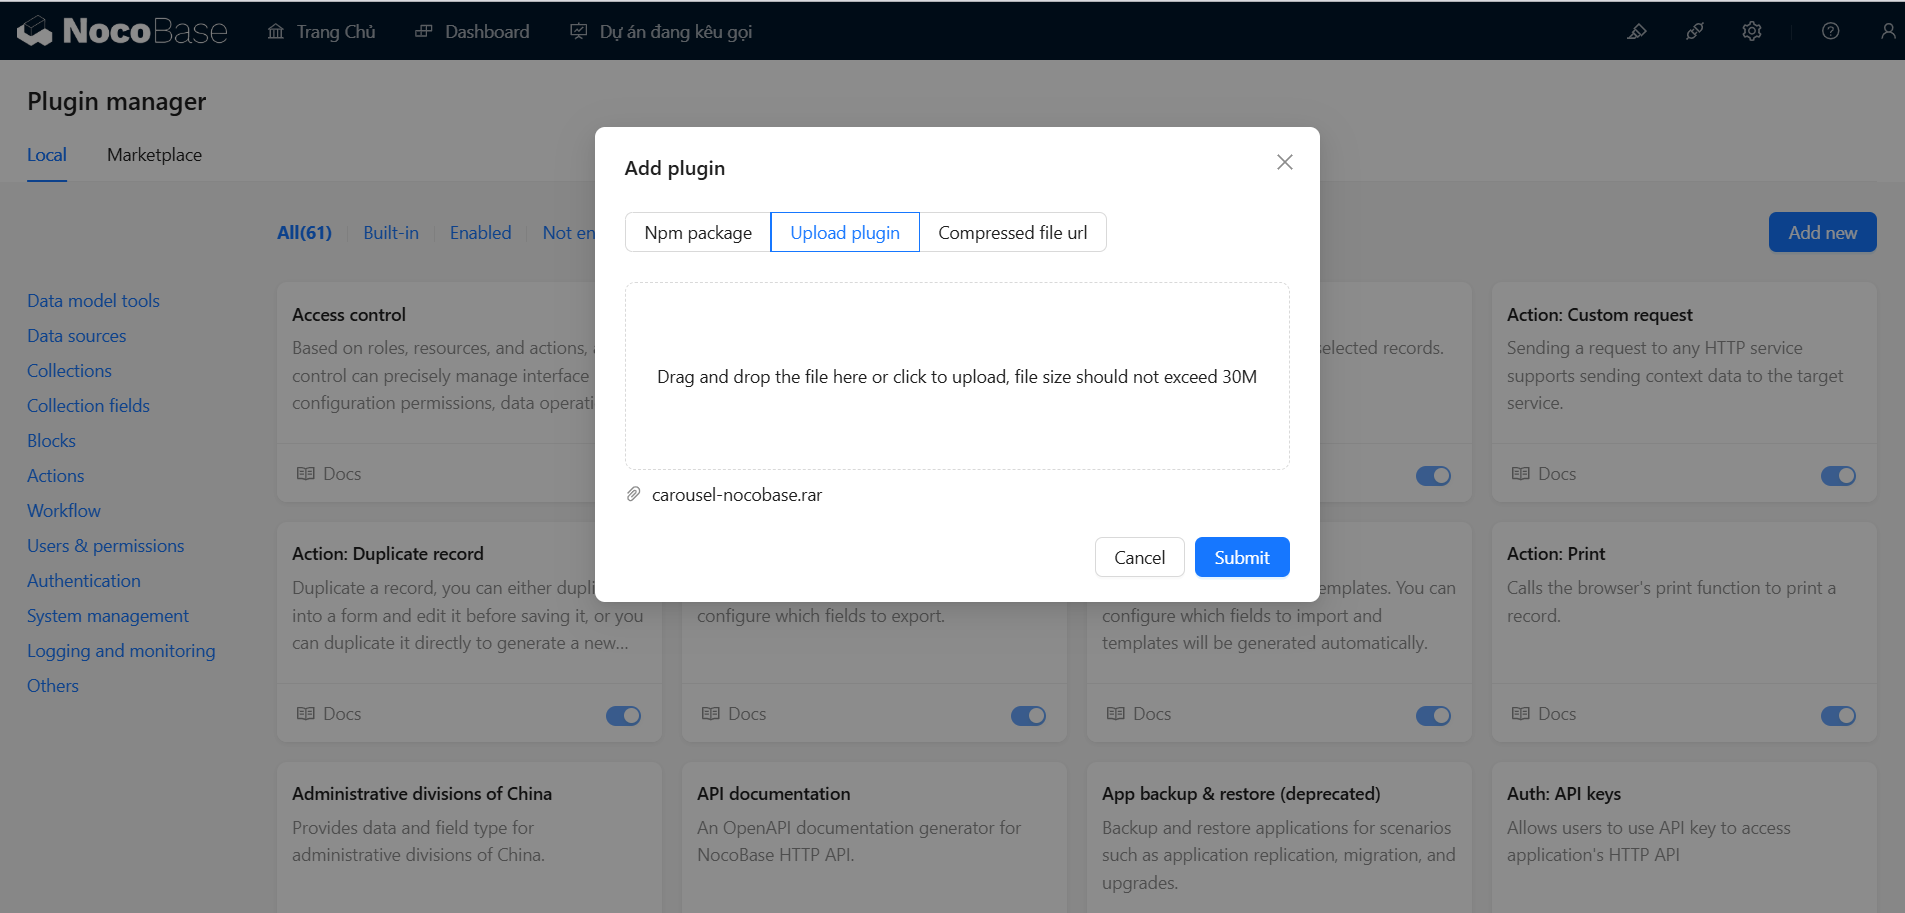 NocoBase
Trang Chủ
Dashboard
Dự án đang kêu gọi
Plugin manager
Local
Marketplace
All(61)
Built-in
Enabled
Not en
Add new
Add plugin
Npm package
Upload plugin
Compressed file url
Drag and drop the file here or click to upload, file size should not exceed 30M
carousel-nocobase.rar
Cancel
Submit
Data model tools
Data sources
Collections
Collection fields
Blocks
Actions
Workflow
Users & permissions
Authentication
System management
Logging and monitoring
Others
Access control
Based on roles, resources, and actions,
control can precisely manage interface
configuration permissions, data operati
Docs
elected records.
Action: Custom request
Sending a request to any HTTP service
supports sending context data to the target
service.
Docs
Action: Duplicate record
Duplicate a record, you can either dupli
into a form and edit it before saving it, or you
can duplicate it directly to generate a new...
Docs
configure which fields to export.
Docs
emplates. You can
configure which fields to import and
templates will be generated automatically.
Docs
Action: Print
Calls the browser's print function to print a
record.
Docs
Administrative divisions of China
Provides data and field type for
administrative divisions of China.
API documentation
An OpenAPI documentation generator for
NocoBase HTTP API.
App backup & restore (deprecated)
Backup and restore applications for scenarios
such as application replication, migration, and
upgrades.
Auth: API keys
Allows users to use API key to access
application's HTTP API